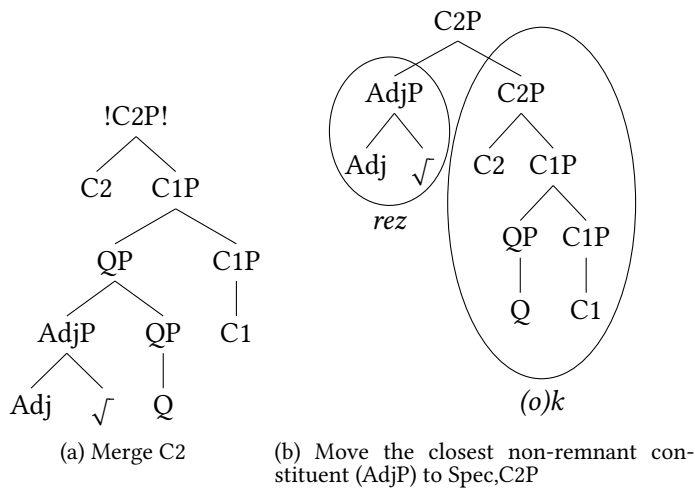 C2P
AdjP C2P
!C2P!
Adj √ C2 C1P
C2 C1P
rez
QP C1P
QP C1P
Q C1
AdjP QP C1
Adj √ Q
(o)k
(a) Merge C2
(b) Move the closest non-remnant con-
stituent (AdjP) to Spec,C2P